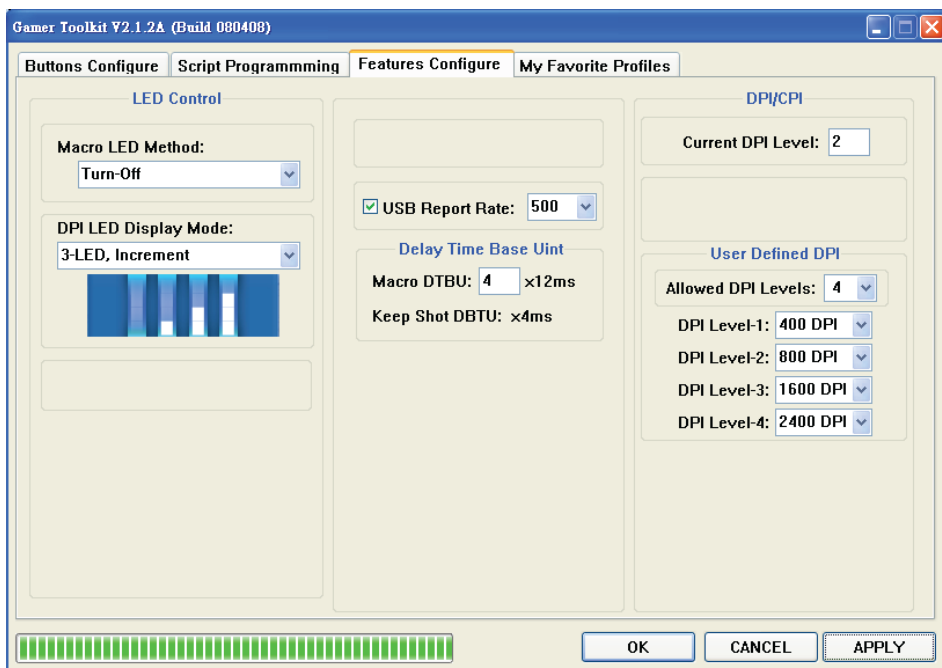 Gamer Toolkit V2.1.2A (Build 080408)
Buttons Configure Script Programmming Features Configure My Favorite Profiles
LED Control
Macro LED Method:
Turn-Off
DPI LED Display Mode:
3-LED, Increment
USB Report Rate: 500
Delay Time Base Uint
Macro DTBU: 4 x12ms
Keep Shot DBTU: x4ms
DPI/CPI
Current DPI Level: 2
User Defined DPI
Allowed DPI Levels: 4
DPI Level-1: 400 DPI
DPI Level-2: 800 DPI
DPI Level-3: 1600 DPI
DPI Level-4: 2400 DPI
OK CANCEL APPLY